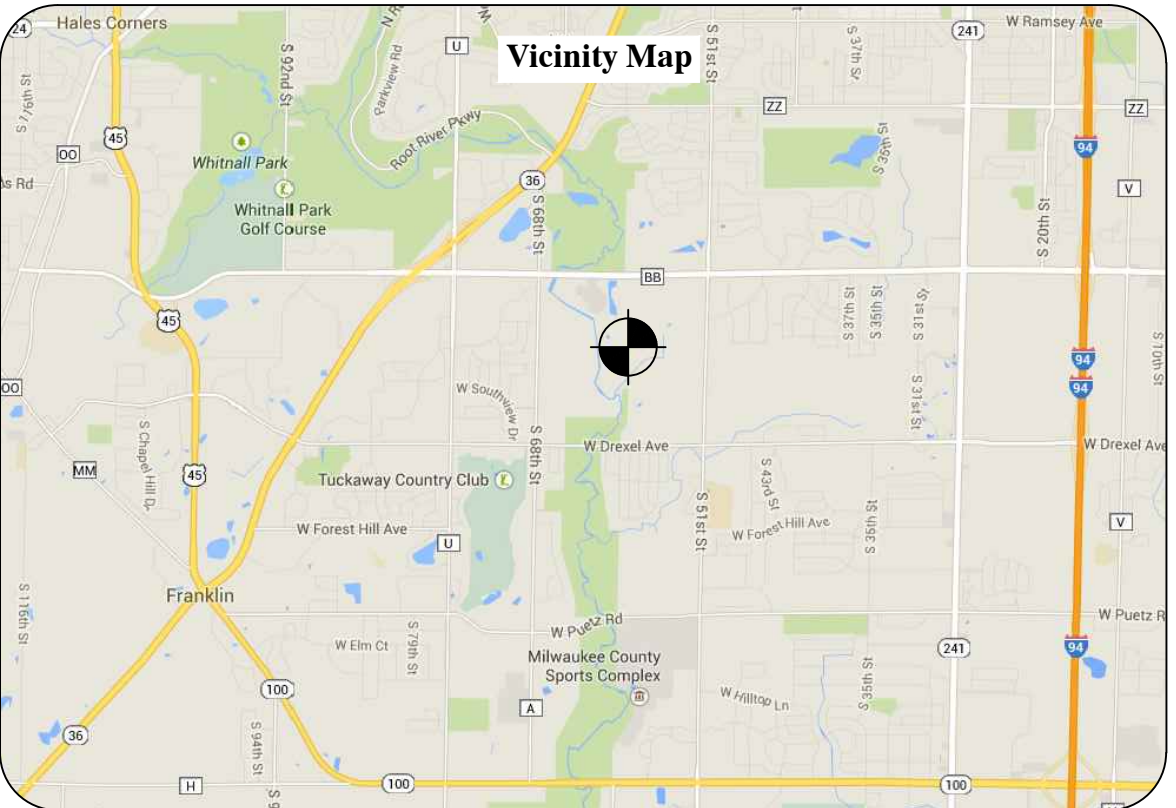 24
Hales Corners
N R
W
U
Vicinity Map
S 51st St
S 37th St
241
W Ramsey Ave
S 92nd St
Parkview Rd
S 116th St
45
OO
Root River Pkwy
ZZ
ZZ
Whitnall Park
36
S 35th St
94
V
Whitnall Park
Golf Course
S 68th St
S 20th St
BB
45
S 37th St
S 35th St
S 31st St
94
94
S 10th St
OO
W Southview Dr
S 31st St
S Chapel Hill Dr
S 68th St
W Drexel Ave
W Drexel Ave
MM
45
Tuckaway Country Club
S 51st St
S 43rd St
S 35th St
W Forest Hill Ave
W Forest Hill Ave
U
V
Franklin
S 116th St
W Elm Ct
S 79th St
W Puetz Rd
W Puetz R
Milwaukee County
Sports Complex
241
94
100
A
W Hilltop Ln
S 35th St
36
S 94th St
H
100
100
S 9